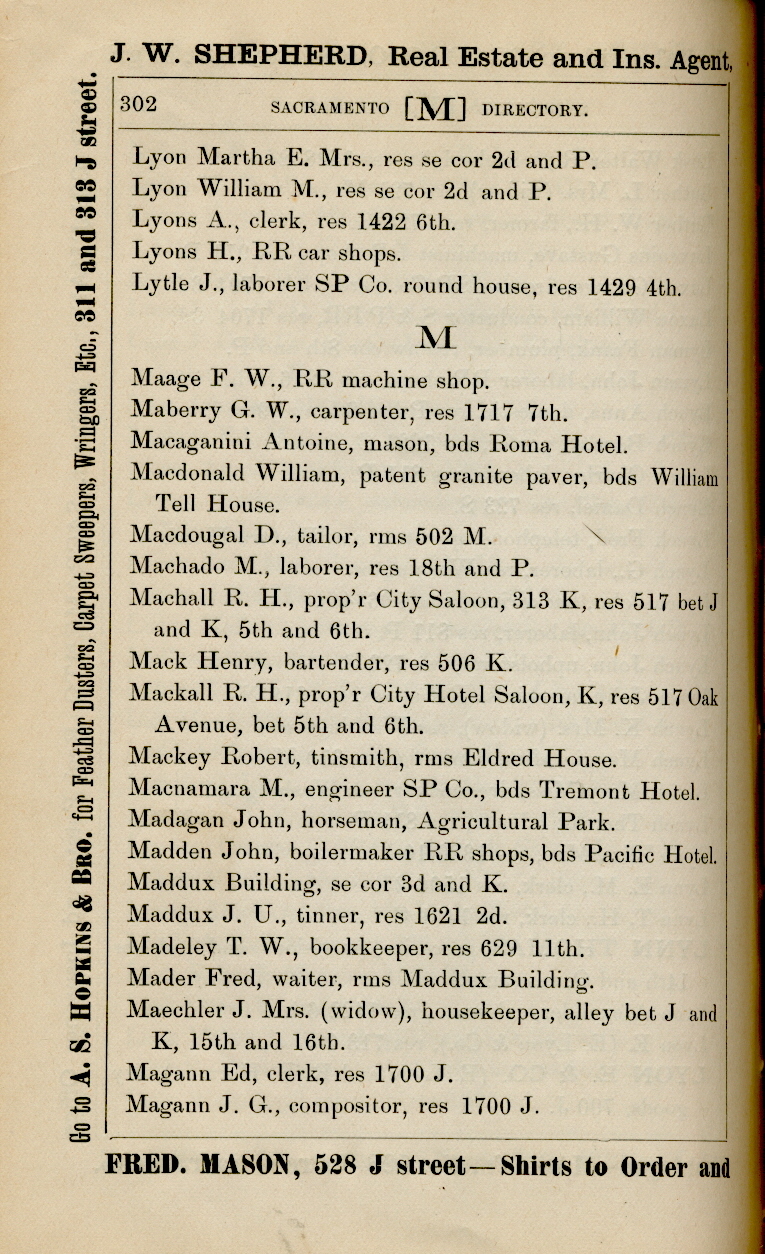 J. W. SHEPHERD, Real Estate and Ins. Agent,
302 SACRAMENTO [M] DIRECTORY.
Lyon Martha E. Mrs., res se cor 2d and P.
Lyon William M., res se cor 2d and P.
Lyons A., clerk, res 1422 6th.
Lyons H., RR car shops.
Lytle J., laborer SP Co. round house, res 1429 4th.
M
Maage F. W., RR machine shop.
Maberry G. W., carpenter, res 1717 7th.
Macaganini Antoine, mason, bds Roma Hotel.
Macdonald William, patent granite paver, bds William
Tell House.
Macdougal D., tailor, rms 502 M.
Machado M., laborer, res 18th and P.
Machall R. H., prop'r City Saloon, 313 K, res 517 bet J
and K, 5th and 6th.
Mack Henry, bartender, res 506 K.
Mackall R. H., prop'r City Hotel Saloon, K, res 517 Oak
Avenue, bet 5th and 6th.
Mackey Robert, tinsmith, rms Eldred House.
Macnamara M., engineer SP Co., bds Tremont Hotel.
Madagan John, horseman, Agricultural Park.
Madden John, boilermaker RR shops, bds Pacific Hotel.
Maddux Building, se cor 3d and K.
Maddux J. U., tinner, res 1621 2d.
Madeley T. W., bookkeeper, res 629 11th.
Mader Fred, waiter, rms Maddux Building.
Maechler J. Mrs. (widow), housekeeper, alley bet J and
K, 15th and 16th.
Magann Ed, clerk, res 1700 J.
Magann J. G., compositor, res 1700 J.
FRED. MASON, 528 J street—Shirts to Order and
Go to A. S. HOPKINS & BRO. for Feather Dusters, Carpet Sweepers, Wringers, Etc., 311 and 313 J street.